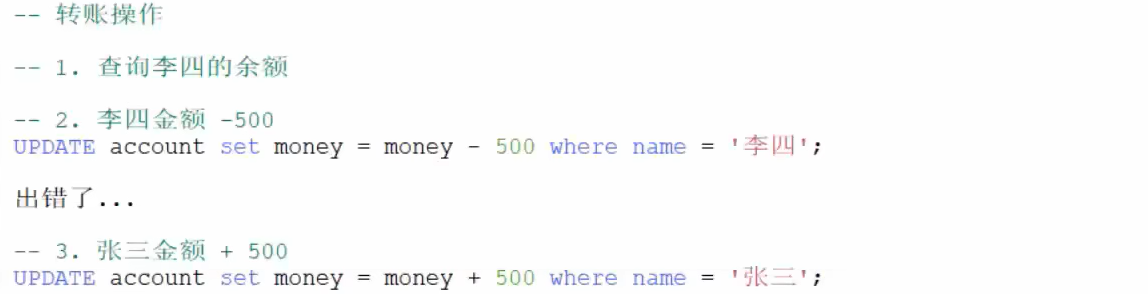 -- 转账操作
-- 1. 查询李四的余额
-- 2. 李四金额 -500
UPDATE account set money = money - 500 where name = '李四';
出错了...
-- 3. 张三金额 + 500
UPDATE account set money = money + 500 where name = '张三';